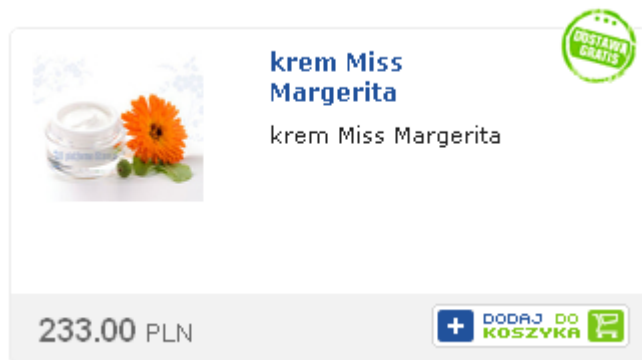 DOSTAWA
GRATIS
krem Miss
Margerita
krem Miss Margerita
233.00 PLN
DODAJ DO
KOSZYKA